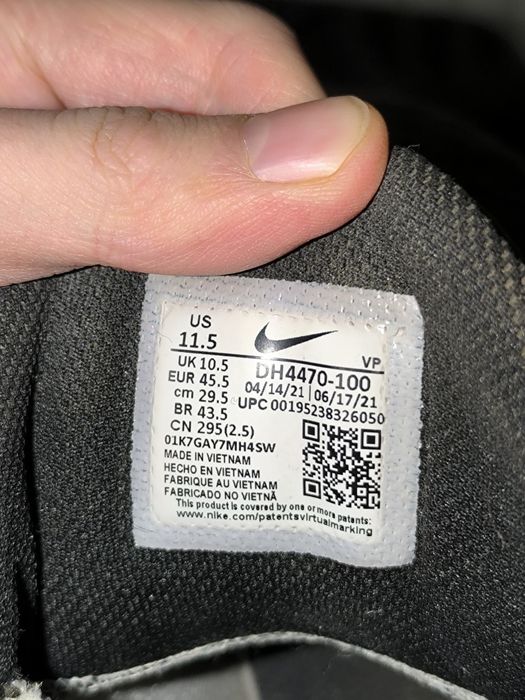 US
11.5
VP
UK 10.5
DH4470-100
EUR 45.5
04/14/21 | 06/17/21
cm 29.5
UPC 00195238326050
BR 43.5
CN 295(2.5)
01K7GAY7MH4SW
MADE IN VIETNAM
HECHO EN VIETNAM
FABRIQUE AU VIETNAM
FABRICADO NO VIETNÃ
This product is covered by one or more patents:
www.nike.com/patentsvirtualmarking